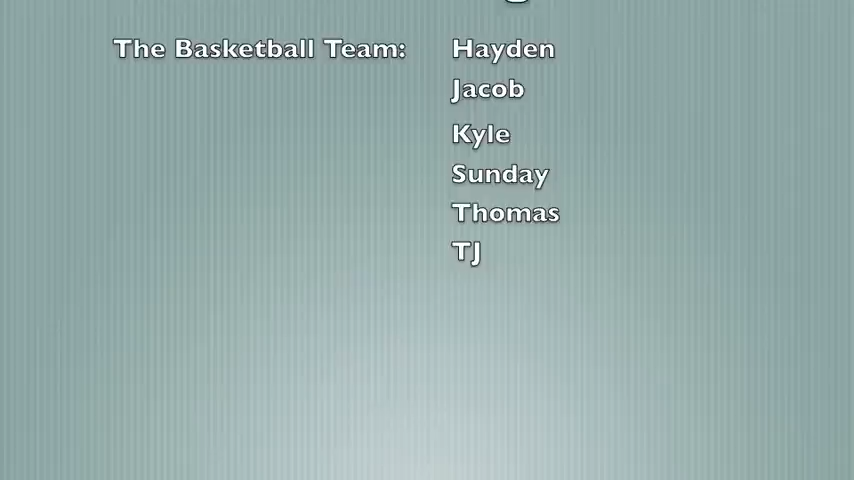 The Basketball Team: Hayden
Jacob
Kyle
Sunday
Thomas
TJ